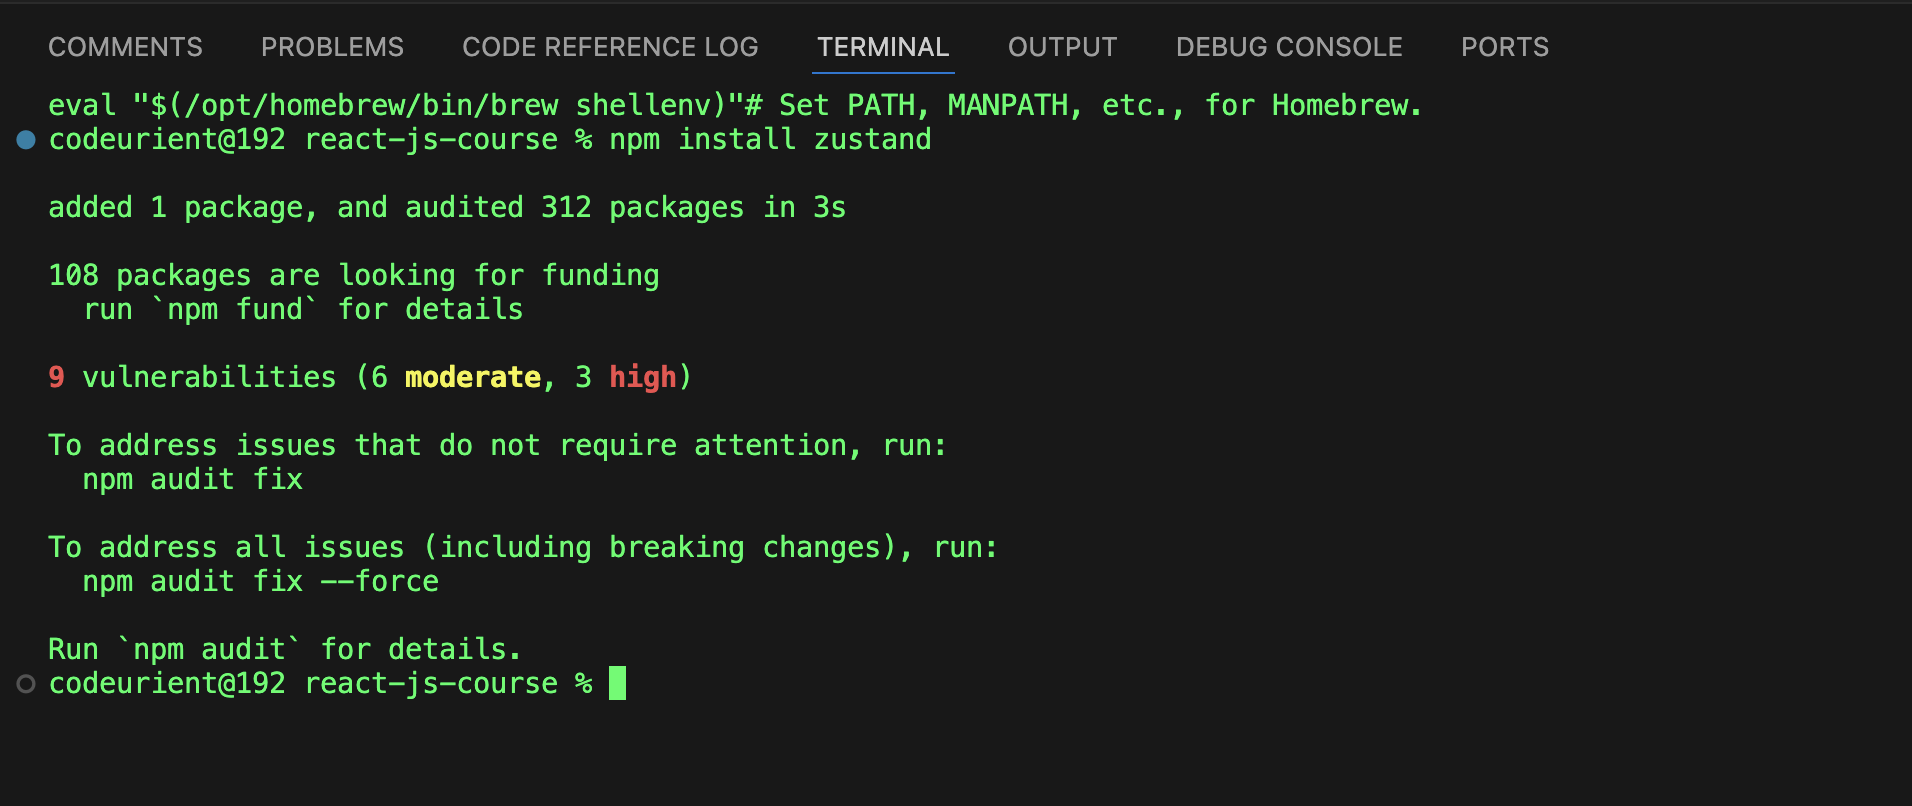 COMMENTS PROBLEMS CODE REFERENCE LOG TERMINAL OUTPUT DEBUG CONSOLE PORTS
eval "$(/opt/homebrew/bin/brew shellenv)"# Set PATH, MANPATH, etc., for Homebrew.
codeurient@192 react-js-course % npm install zustand
added 1 package, and audited 312 packages in 3s
108 packages are looking for funding
  run `npm fund` for details
9 vulnerabilities (6 moderate, 3 high)
To address issues that do not require attention, run:
  npm audit fix
To address all issues (including breaking changes), run:
  npm audit fix --force
Run `npm audit` for details.
codeurient@192 react-js-course %